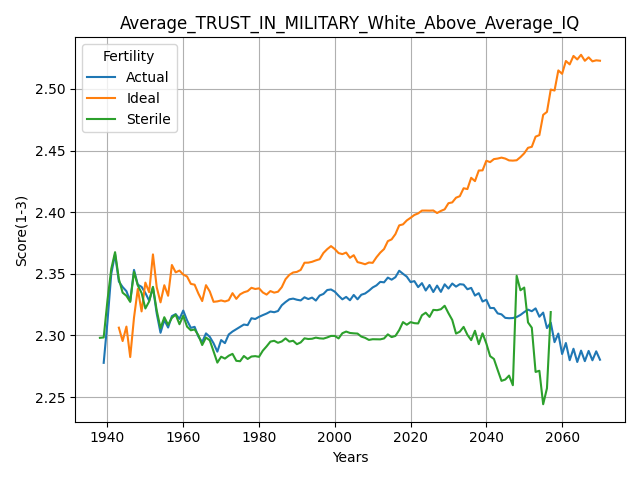 Average_TRUST_IN_MILITARY_White_Above_Average_IQ
Fertility
Actual
Ideal
Sterile
Score(1-3)
2.50
2.45
2.40
2.35
2.30
2.25
1940
1960
1980
2000
2020
2040
2060
Years